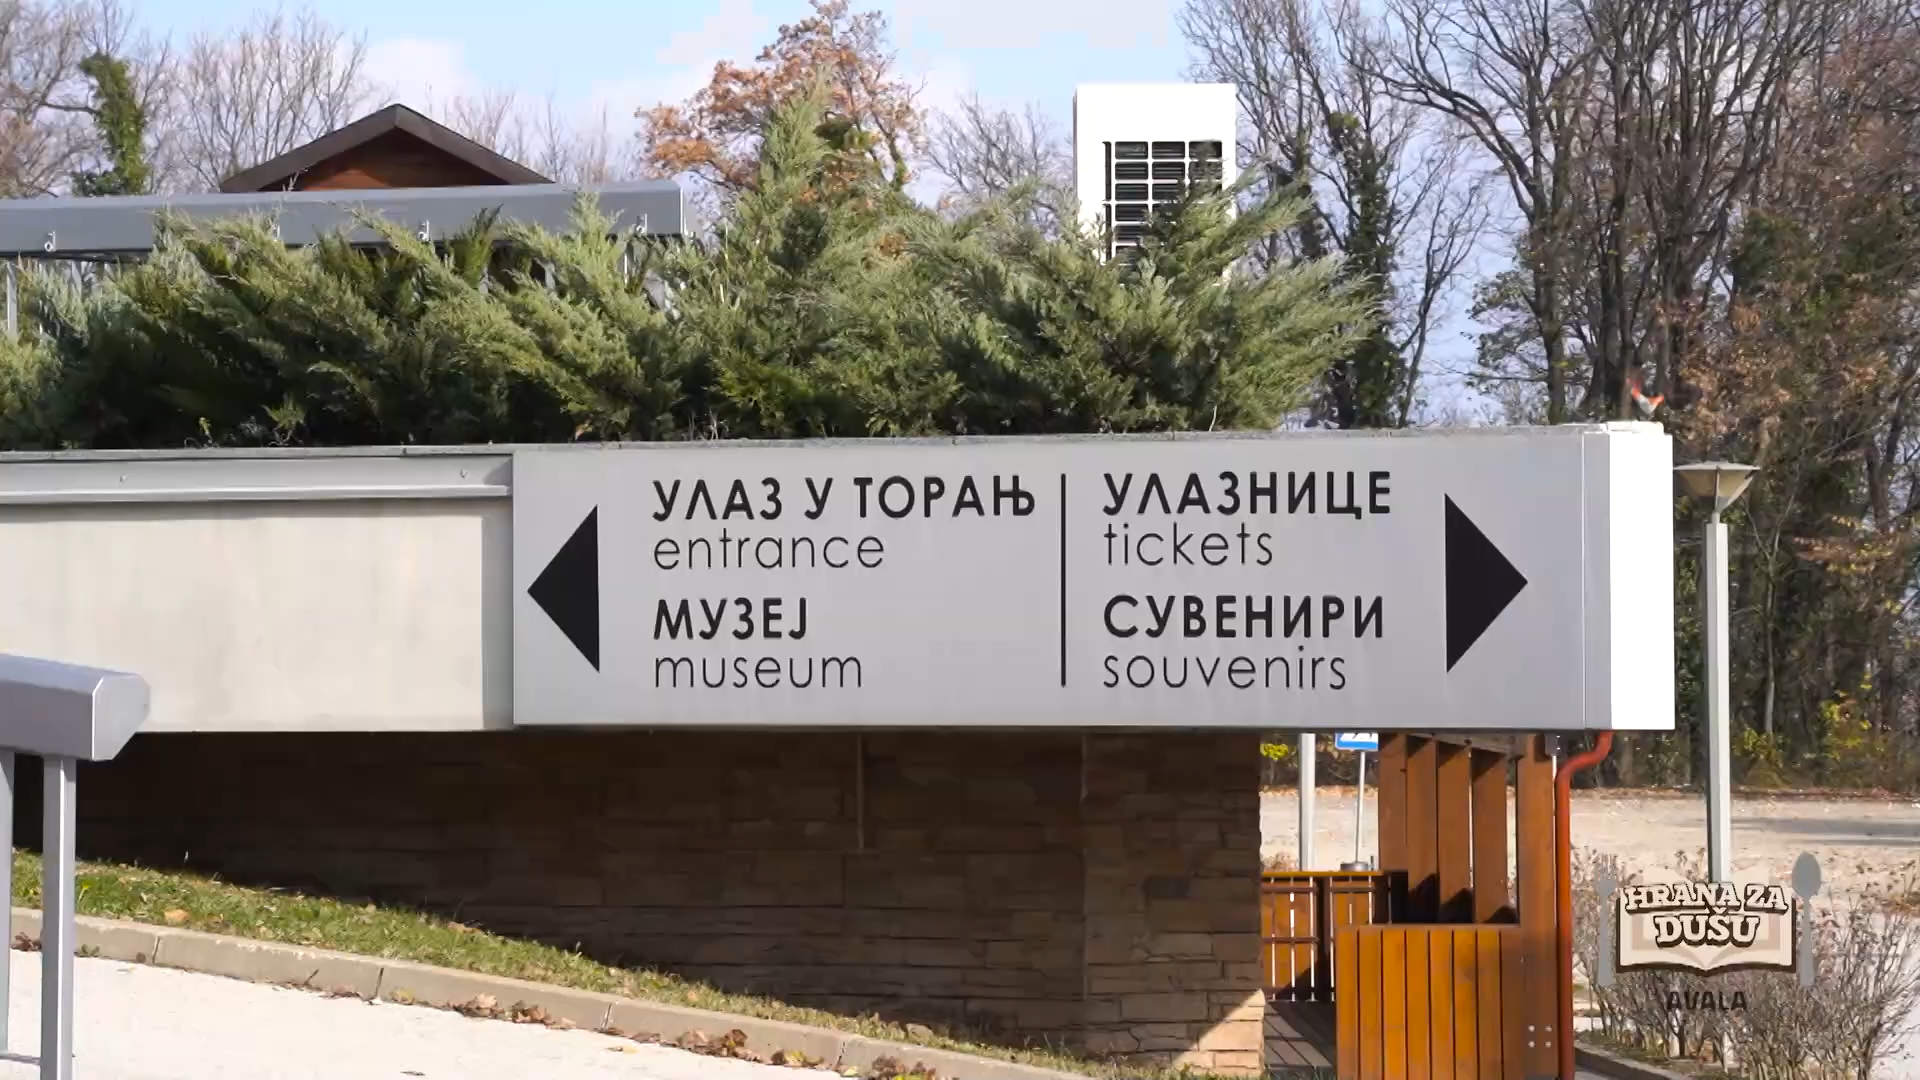 УЛАЗ У ТОРАЊ
entrance
МУЗЕЈ
museum
УЛАЗНИЦЕ
tickets
СУВЕНИРИ
souvenirs
HRANA ZA
DUŠU
AVALA